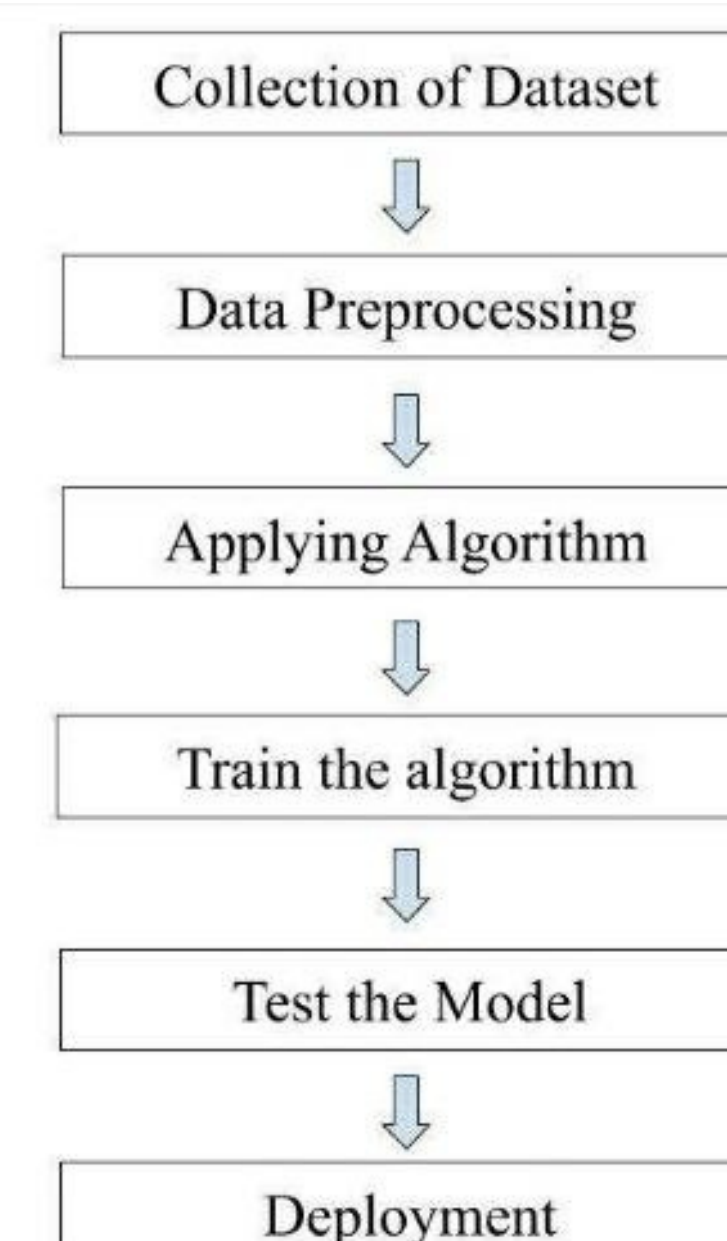 Collection of Dataset
Data Preprocessing
Applying Algorithm
Train the algorithm
Test the Model
Deployment